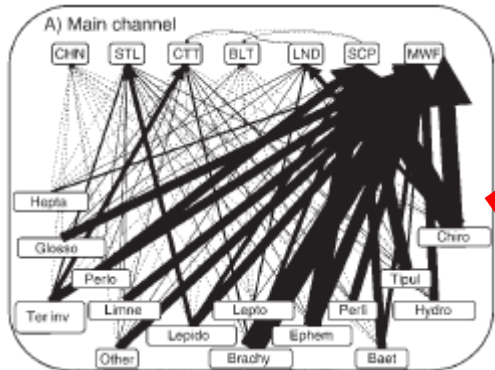 A) Main channel
CHN STL CTT BLT LND SCP MWF
Hepta
Glosso
Chiro
Perlo
Tipul
Ter inv
Limne
Lepto
Perli
Hydro
Lepido
Ephem
Other
Brachy
Baet